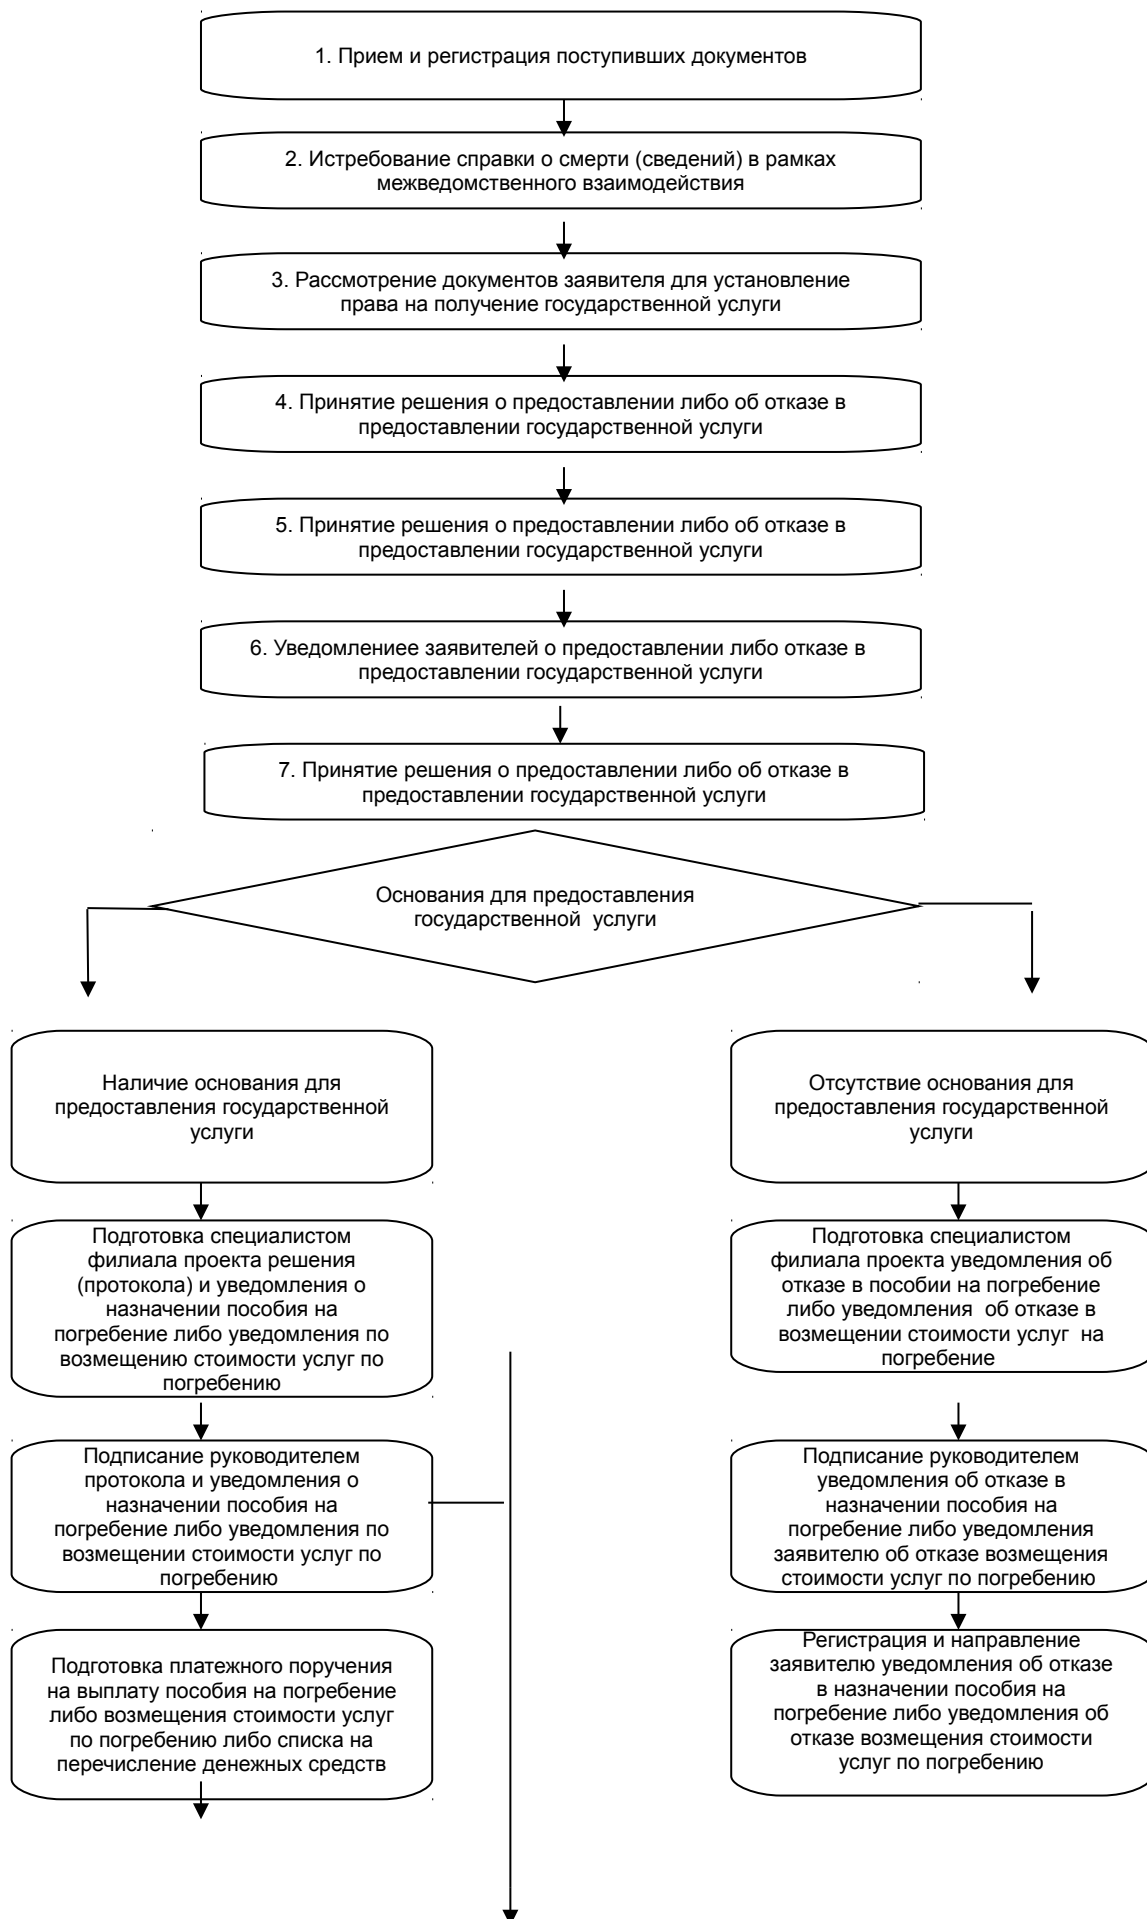 1. Прием и регистрация поступивших документов
2. Истребование справки о смерти (сведений) в рамках
межведомственного взаимодействия
3. Рассмотрение документов заявителя для установление
права на получение государственной услуги
4. Принятие решения о предоставлении либо об отказе в
предоставлении государственной услуги
5. Принятие решения о предоставлении либо об отказе в
предоставлении государственной услуги
6. Уведомлениее заявителей о предоставлении либо отказе в
предоставлении государственной услуги
7. Принятие решения о предоставлении либо об отказе в
предоставлении государственной услуги
Основания для предоставления
государственной услуги
Наличие основания для
предоставления государственной
услуги
Подготовка специалистом
филиала проекта решения
(протокола) и уведомления о
назначении пособия на
погребение либо уведомления по
возмещению стоимости услуг по
погребению
Подписание руководителем
протокола и уведомления о
назначении пособия на
погребение либо уведомления по
возмещении стоимости услуг по
погребению
Подготовка платежного поручения
на выплату пособия на погребение
либо возмещения стоимости услуг
по погребению либо списка на
перечисление денежных средств
Отсутствие основания для
предоставления государственной
услуги
Подготовка специалистом
филиала проекта уведомления об
отказе в пособии на погребение
либо уведомления об отказе в
возмещении стоимости услуг на
погребение
Подписание руководителем
уведомления об отказе в
назначении пособия на
погребение либо уведомления
заявителю об отказе возмещения
стоимости услуг по погребению
Регистрация и направление
заявителю уведомления об отказе
в назначении пособия на
погребение либо уведомления об
отказе возмещения стоимости
услуг по погребению